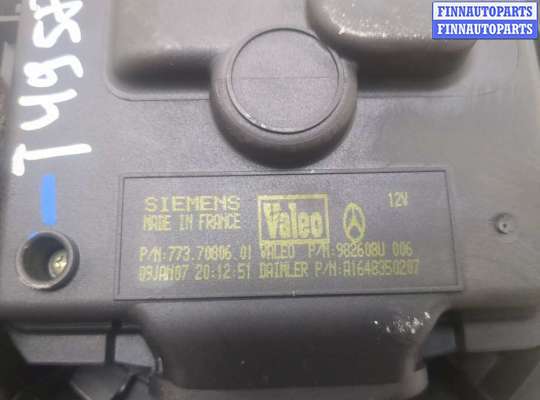 FINNAUTOPARTS
FINNAUTOPARTS
SIEMENS
MADE IN FRANCE
Valeo
12V
P/N:773.70806.01 VALEO P/N:982608U 006
09JAN07 20:12:51 DAIMLER P/N:A1648350207